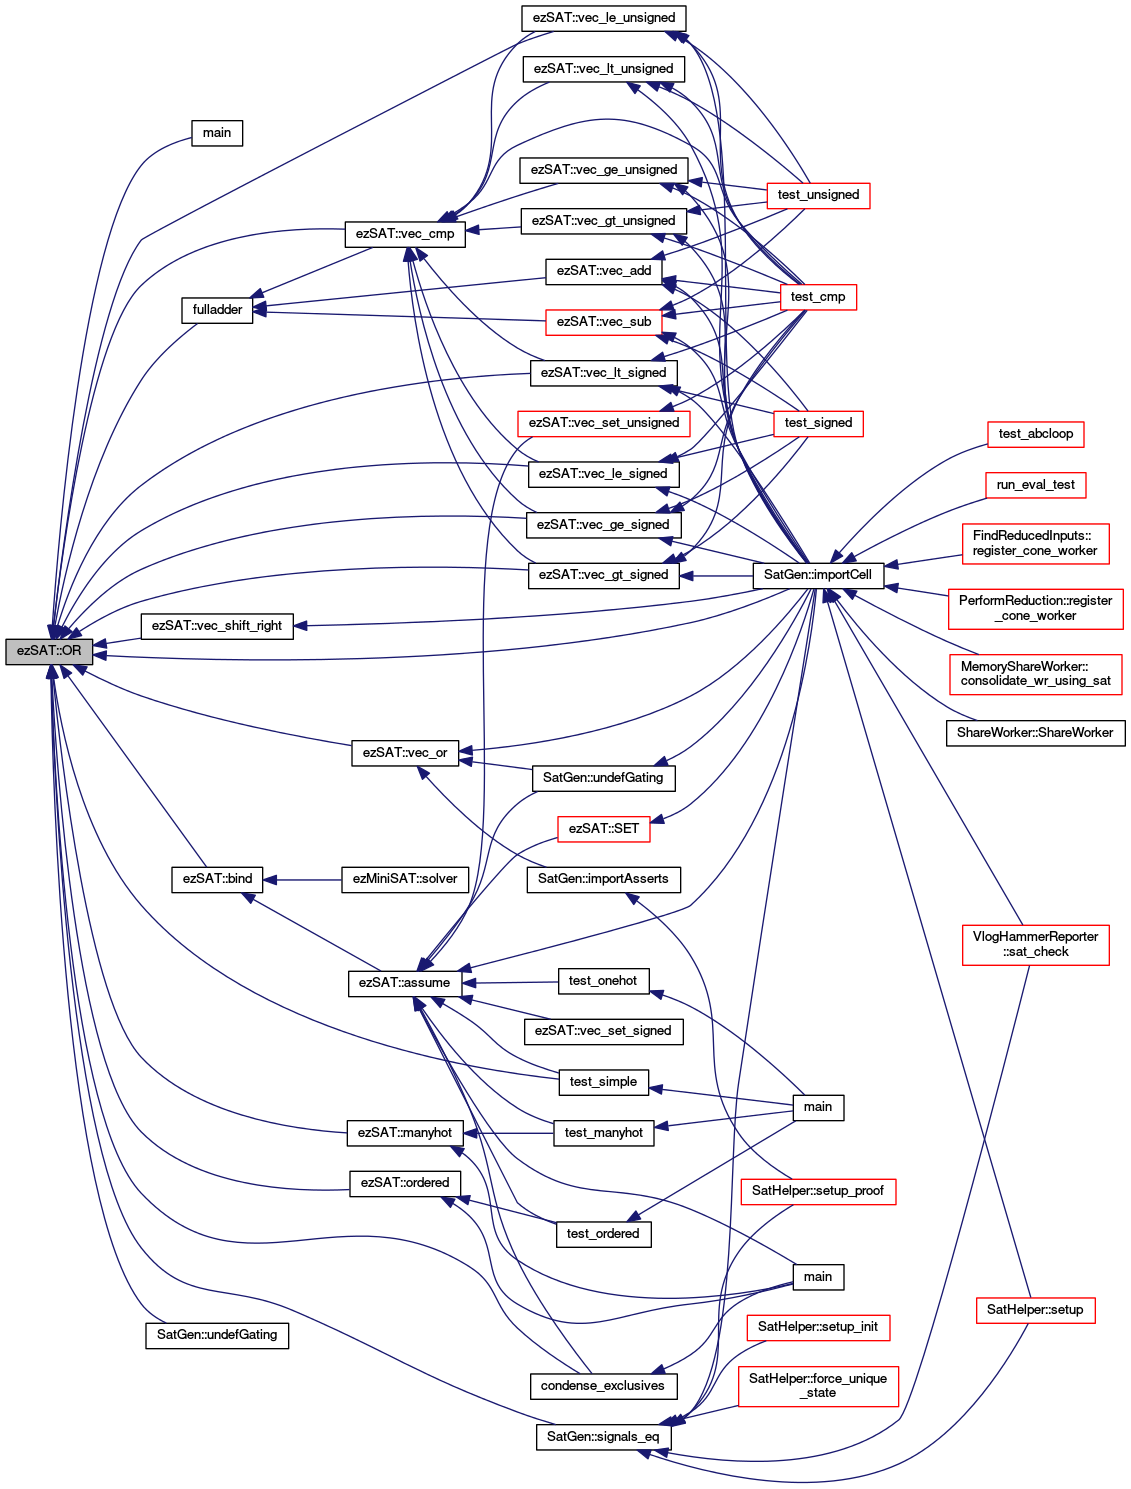 ezSAT::vec_le_unsigned
ezSAT::vec_lt_unsigned
main
ezSAT::vec_ge_unsigned
test_unsigned
ezSAT::vec_gt_unsigned
ezSAT::vec_cmp
ezSAT::vec_add
test_cmp
fulladder
ezSAT::vec_sub
ezSAT::vec_lt_signed
ezSAT::vec_set_unsigned
test_signed
test_abcloop
ezSAT::vec_le_signed
run_eval_test
ezSAT::vec_ge_signed
FindReducedInputs::
register_cone_worker
ezSAT::vec_gt_signed
SatGen::importCell
PerformReduction::register
_cone_worker
ezSAT::vec_shift_right
ezSAT::OR
MemoryShareWorker::
consolidate_wr_using_sat
ShareWorker::ShareWorker
ezSAT::vec_or
SatGen::undefGating
ezSAT::SET
ezSAT::bind
ezMiniSAT::solver
SatGen::importAsserts
VlogHammerReporter
::sat_check
ezSAT::assume
test_onehot
ezSAT::vec_set_signed
test_simple
main
ezSAT::manyhot
test_manyhot
ezSAT::ordered
SatHelper::setup_proof
test_ordered
main
SatHelper::setup
SatGen::undefGating
SatHelper::setup_init
condense_exclusives
SatHelper::force_unique
_state
SatGen::signals_eq